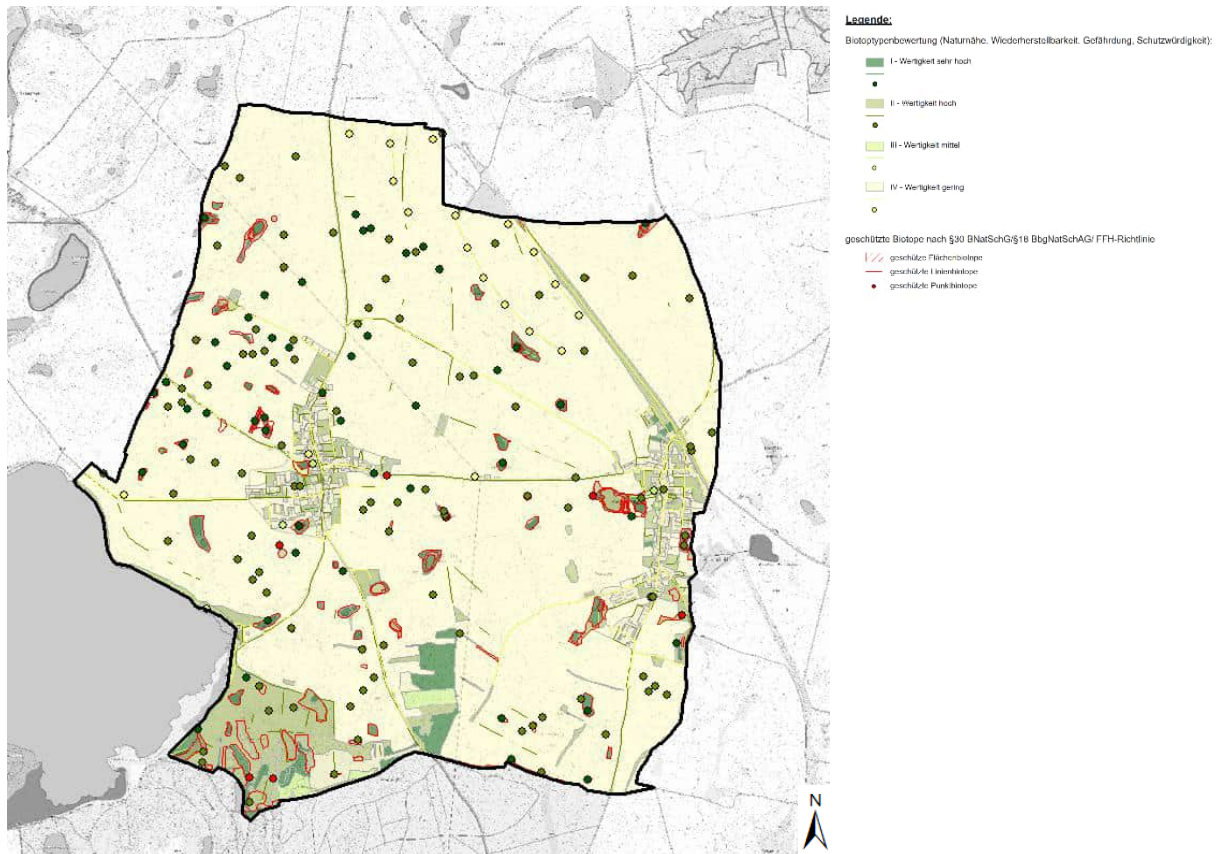 Legende:
Biotoptypenbewertung (Naturnähe, Wiederherstellbarkeit, Gefährdung, Schutzwürdigkeit):
I - Wertigkeit sehr hoch
II - Wertigkeit hoch
III - Wertigkeit mittel
IV - Wertigkeit gering
geschützte Biotope nach §30 BNatSchG/§18 BbgNatSchAG/ FFH-Richtlinie
geschütze Flächenbiotope
geschützte Linienbiotope
geschützte Punktbiotope
N